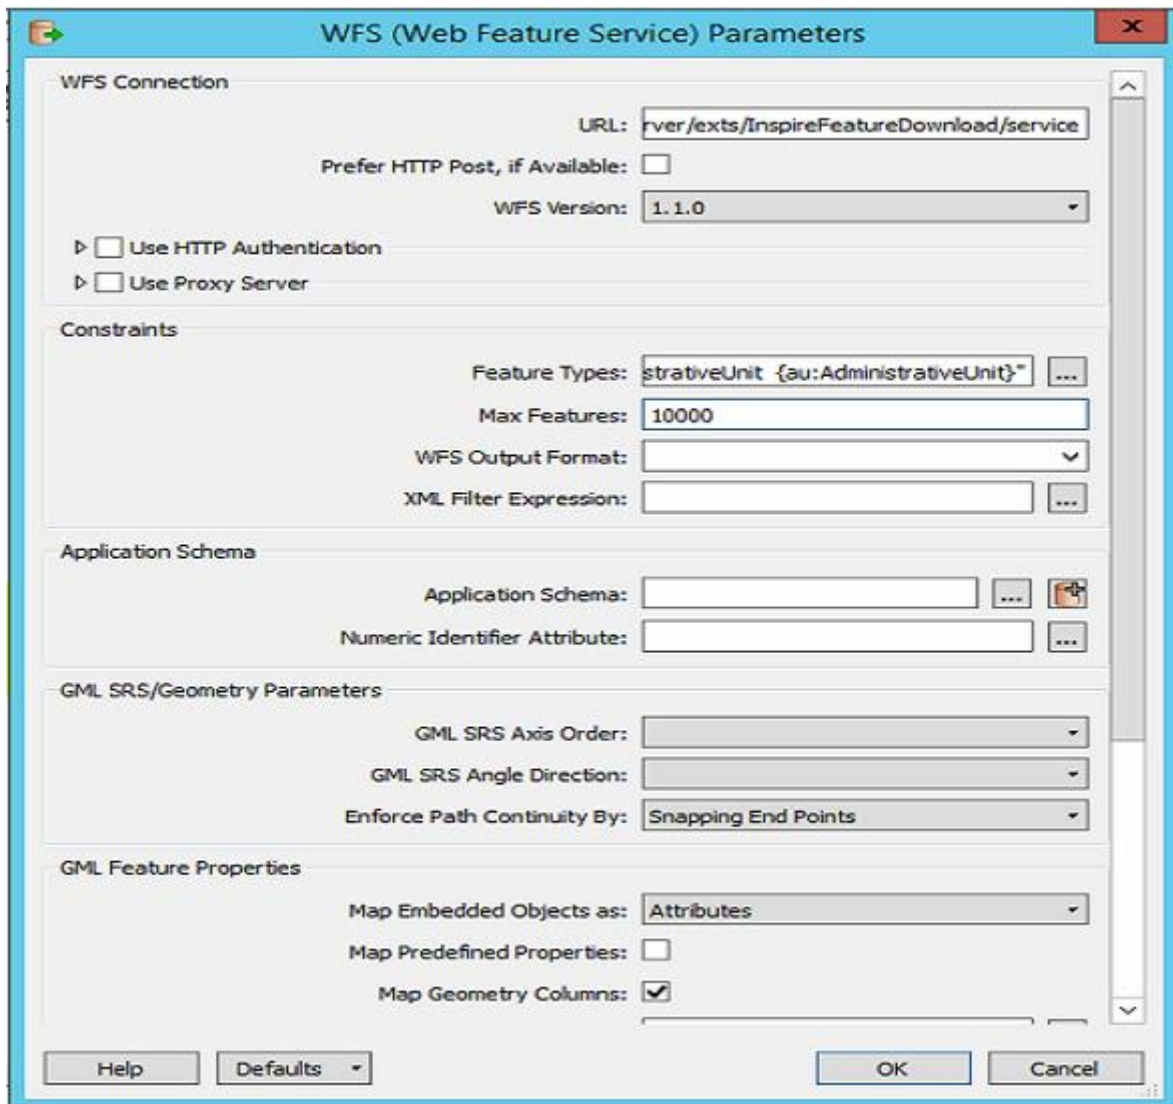 WFS (Web Feature Service) Parameters
WFS Connection
URL: rver/exts/InspireFeatureDownload/service
Prefer HTTP Post, if Available:
WFS Version: 1.1.0
Use HTTP Authentication
Use Proxy Server
Constraints
Feature Types: strativeUnit {au:AdministrativeUnit}" ...
Max Features: 10000
WFS Output Format:
XML Filter Expression: ...
Application Schema
Application Schema: ...
Numeric Identifier Attribute: ...
GML SRS/Geometry Parameters
GML SRS Axis Order:
GML SRS Angle Direction:
Enforce Path Continuity By: Snapping End Points
GML Feature Properties
Map Embedded Objects as: Attributes
Map Predefined Properties:
Map Geometry Columns:
Help Defaults OK Cancel